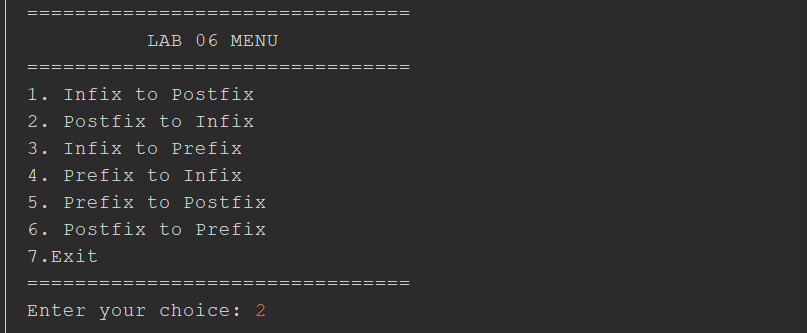 ================================
LAB 06 MENU
================================
1. Infix to Postfix
2. Postfix to Infix
3. Infix to Prefix
4. Prefix to Infix
5. Prefix to Postfix
6. Postfix to Prefix
7.Exit
================================
Enter your choice: 2